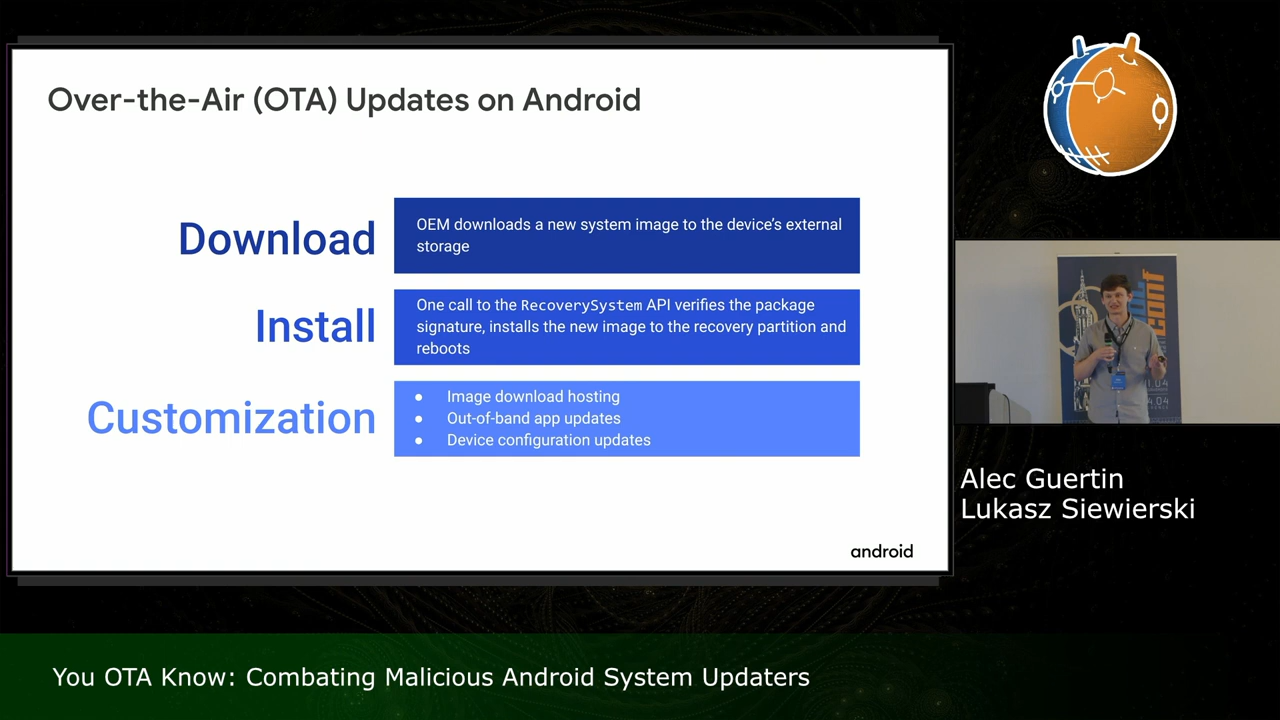 Over-the-Air (OTA) Updates on Android
Download
OEM downloads a new system image to the device’s external
storage
Install
One call to the RecoverySystem API verifies the package
signature, installs the new image to the recovery partition and
reboots
Customization
● Image download hosting
● Out-of-band app updates
● Device configuration updates
android
Alec Guertin
Lukasz Siewierski
You OTA Know: Combating Malicious Android System Updaters